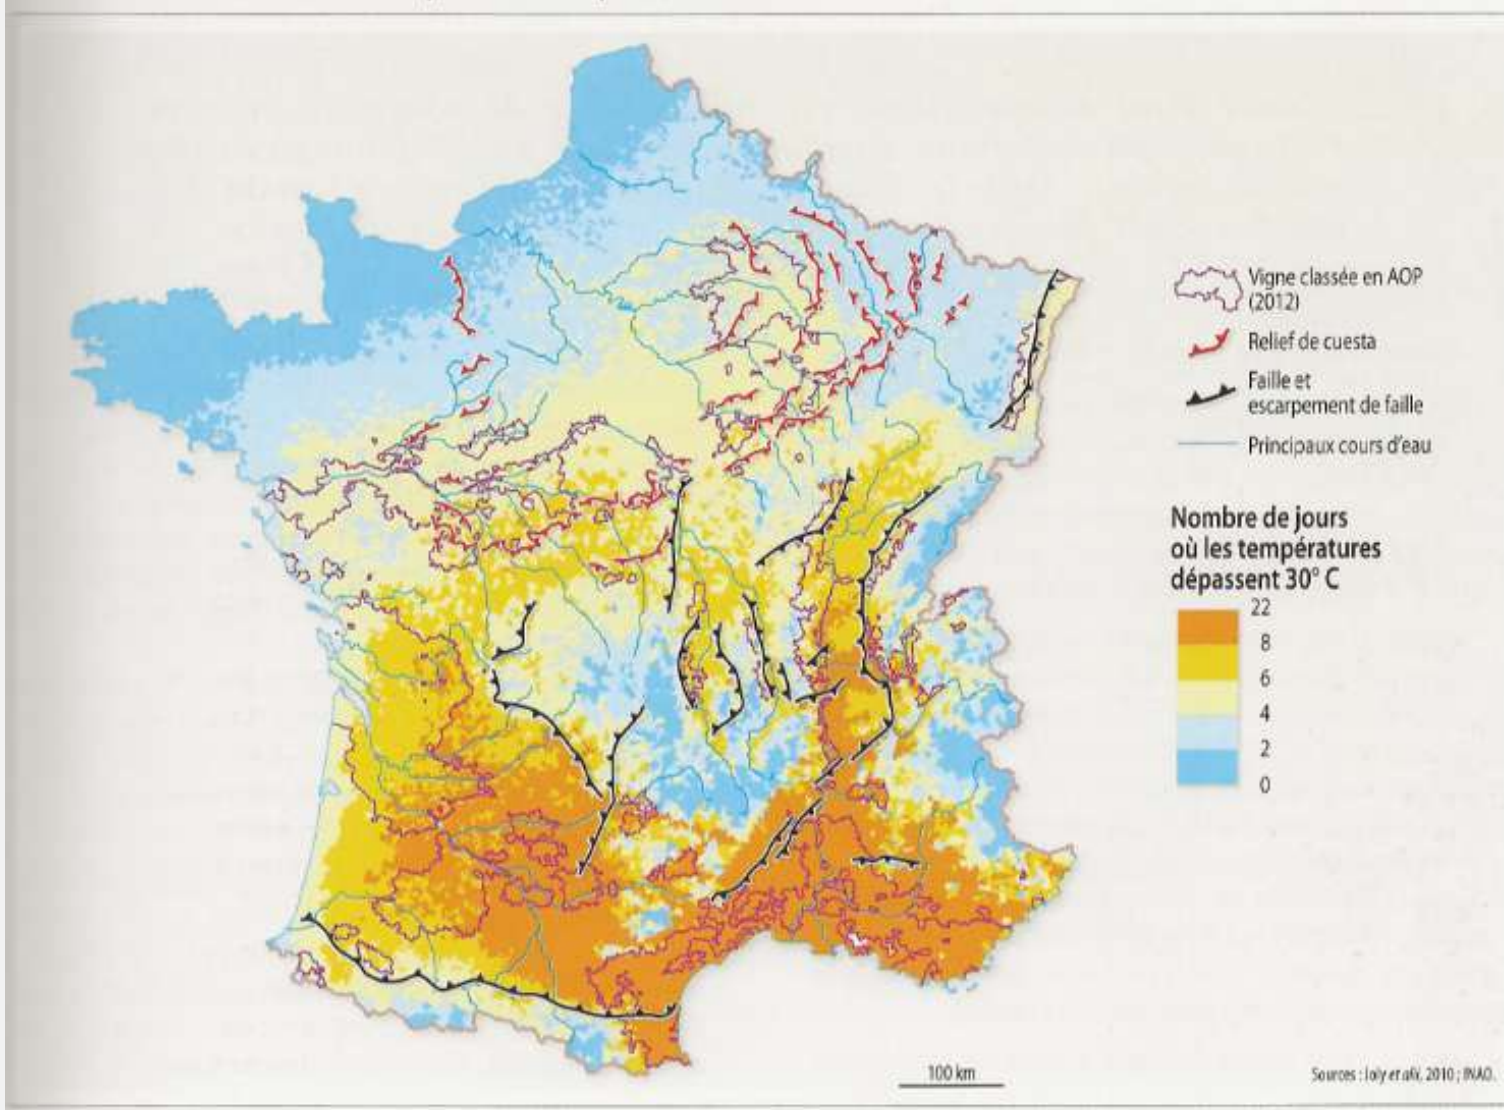 Vigne classée en AOP
(2012)
Relief de cuesta
Faille et
escarpement de faille
Principaux cours d'eau
Nombre de jours
où les températures
dépassent 30° C
22
8
6
4
2
0
100 km
Sources : Joly et alii, 2010 ; INAO.